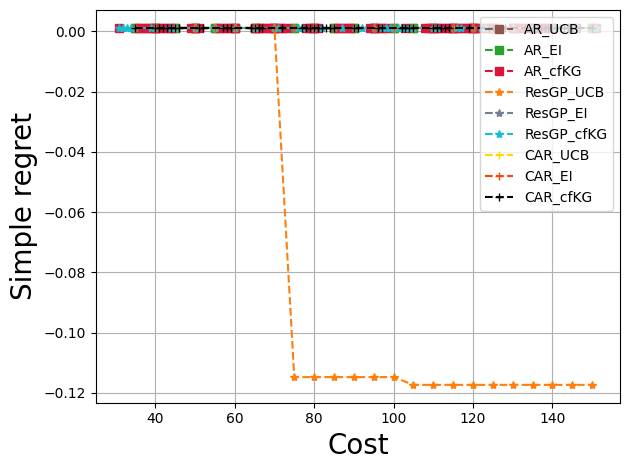 0.00
−0.02
−0.04
−0.06
−0.08
−0.10
−0.12
Simple regret
40
60
80
100
120
140
Cost
AR_UCB
AR_EI
AR_cfKG
ResGP_UCB
ResGP_EI
ResGP_cfKG
CAR_UCB
CAR_EI
CAR_cfKG